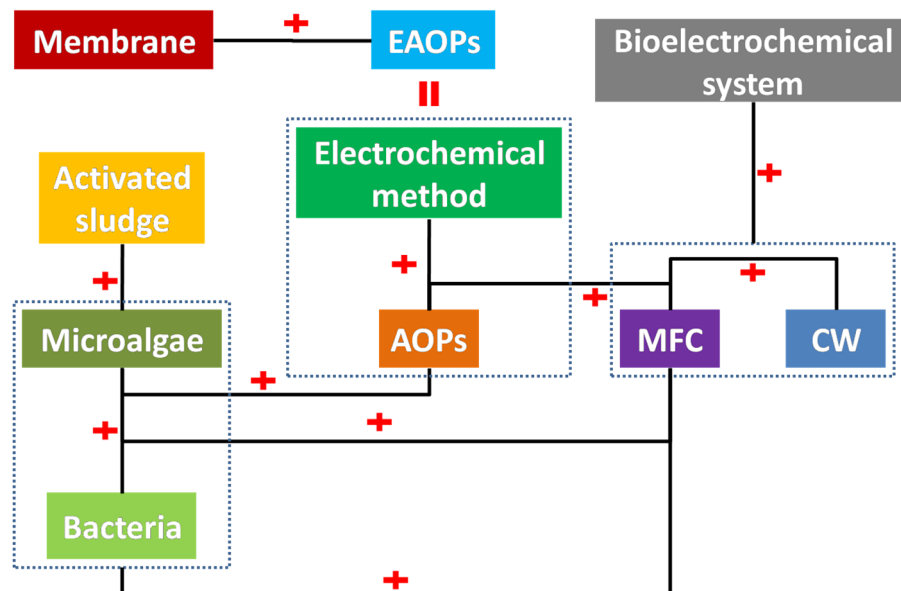 Membrane
+
EAOPs
Bioelectrochemical
system
=
Electrochemical
method
Activated
sludge
+
+
+
+
+
Microalgae
AOPs
MFC
CW
+
+
+
Bacteria
+